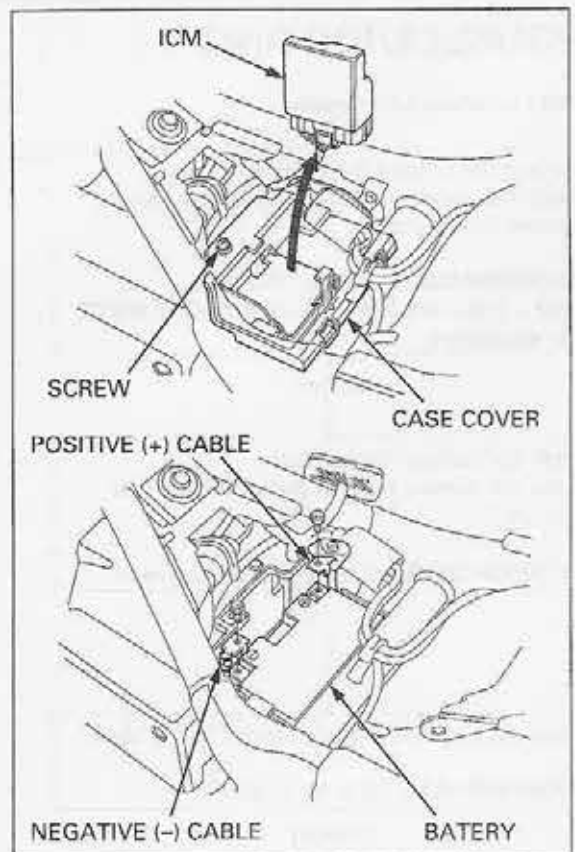 ICM
SCREW
CASE COVER
POSITIVE (+) CABLE
NEGATIVE (–) CABLE
BATERY